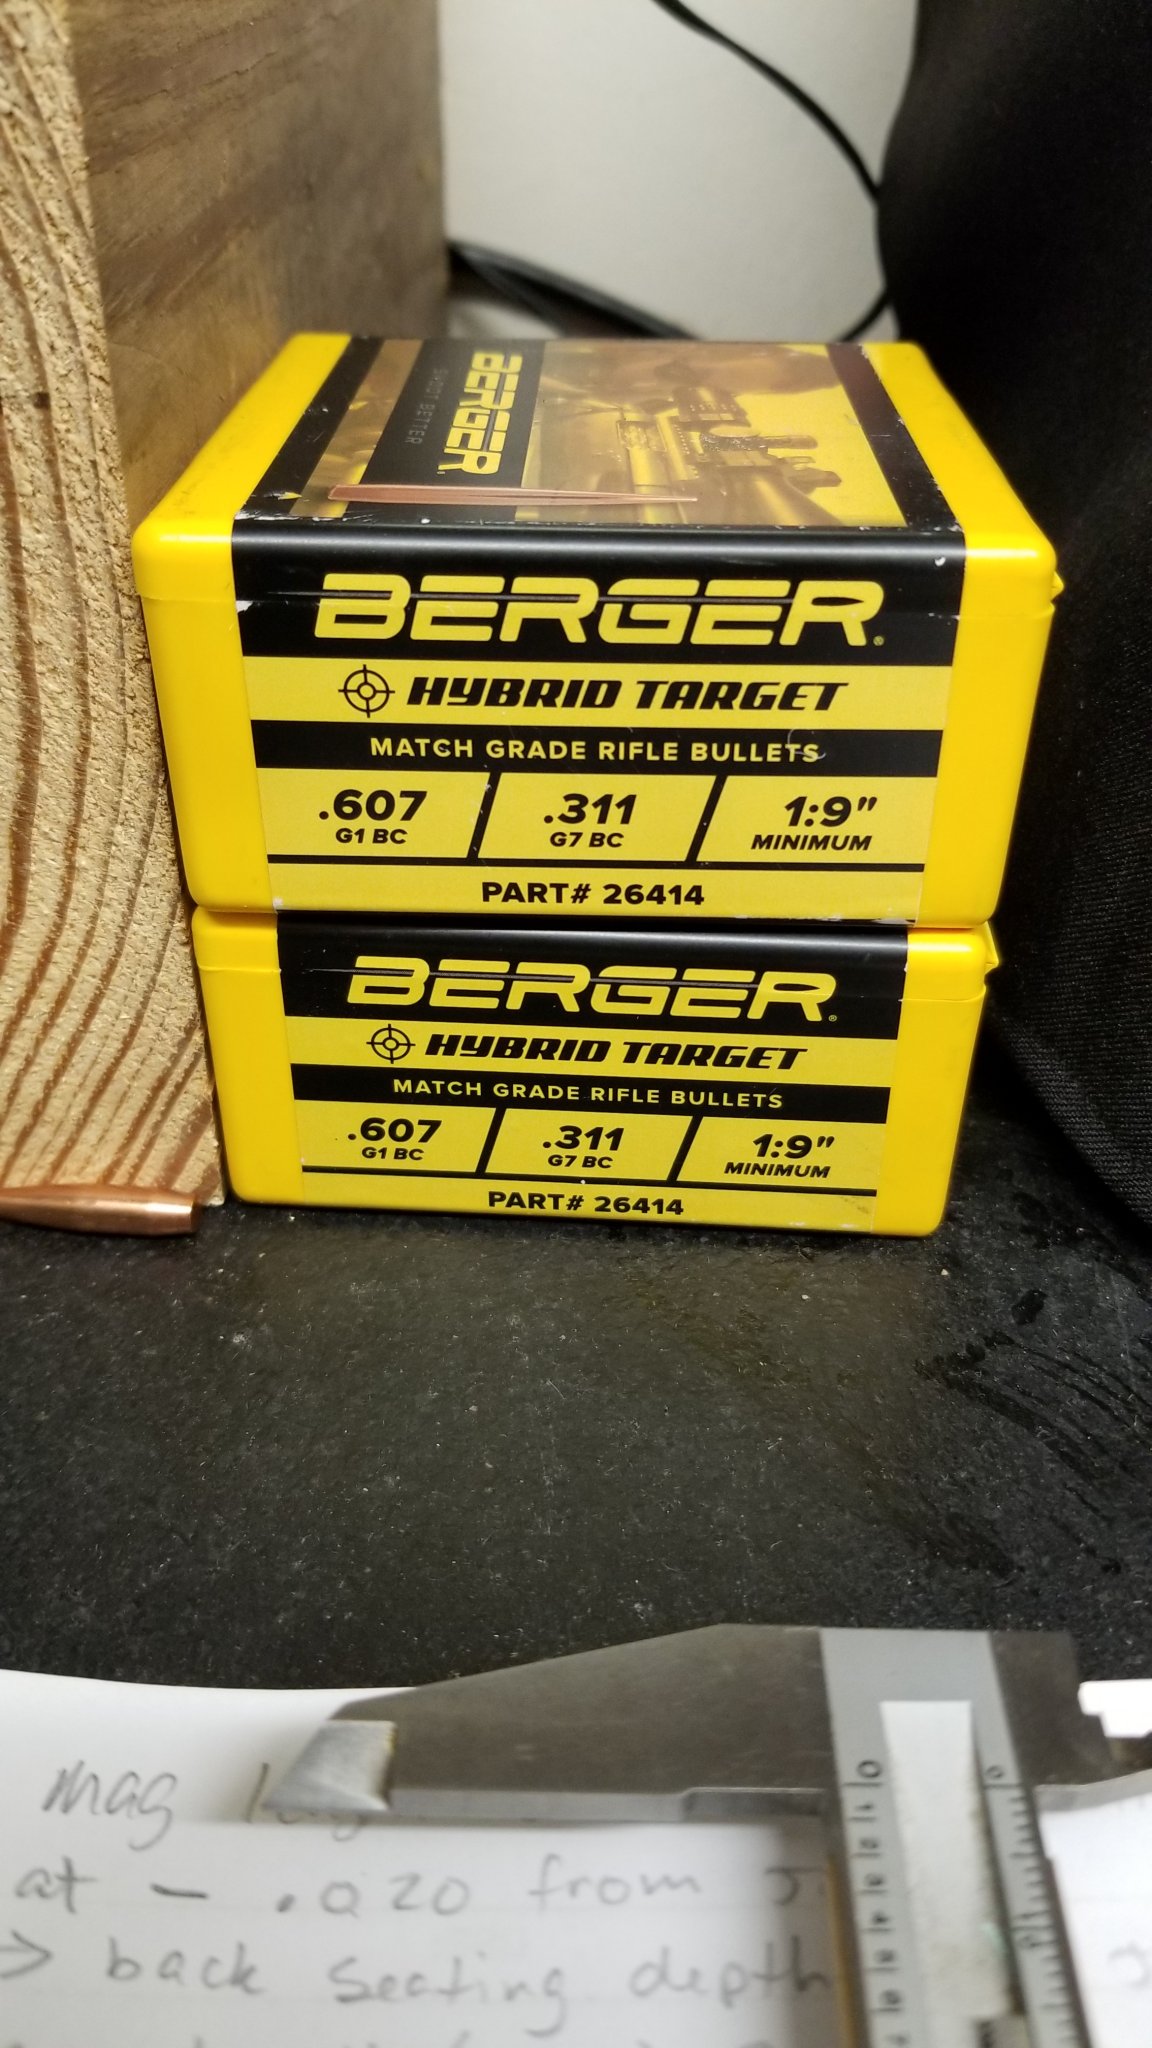 BERGER
SHOOT BETTER
BERGER®
HYBRID TARGET
MATCH GRADE RIFLE BULLETS
.607 .311 1:9"
G1 BC G7 BC MINIMUM
PART# 26414
BERGER®
HYBRID TARGET
MATCH GRADE RIFLE BULLETS
.607 .311 1:9"
G1 BC G7 BC MINIMUM
PART# 26414
mag
at - .020 from
→ back seating depth